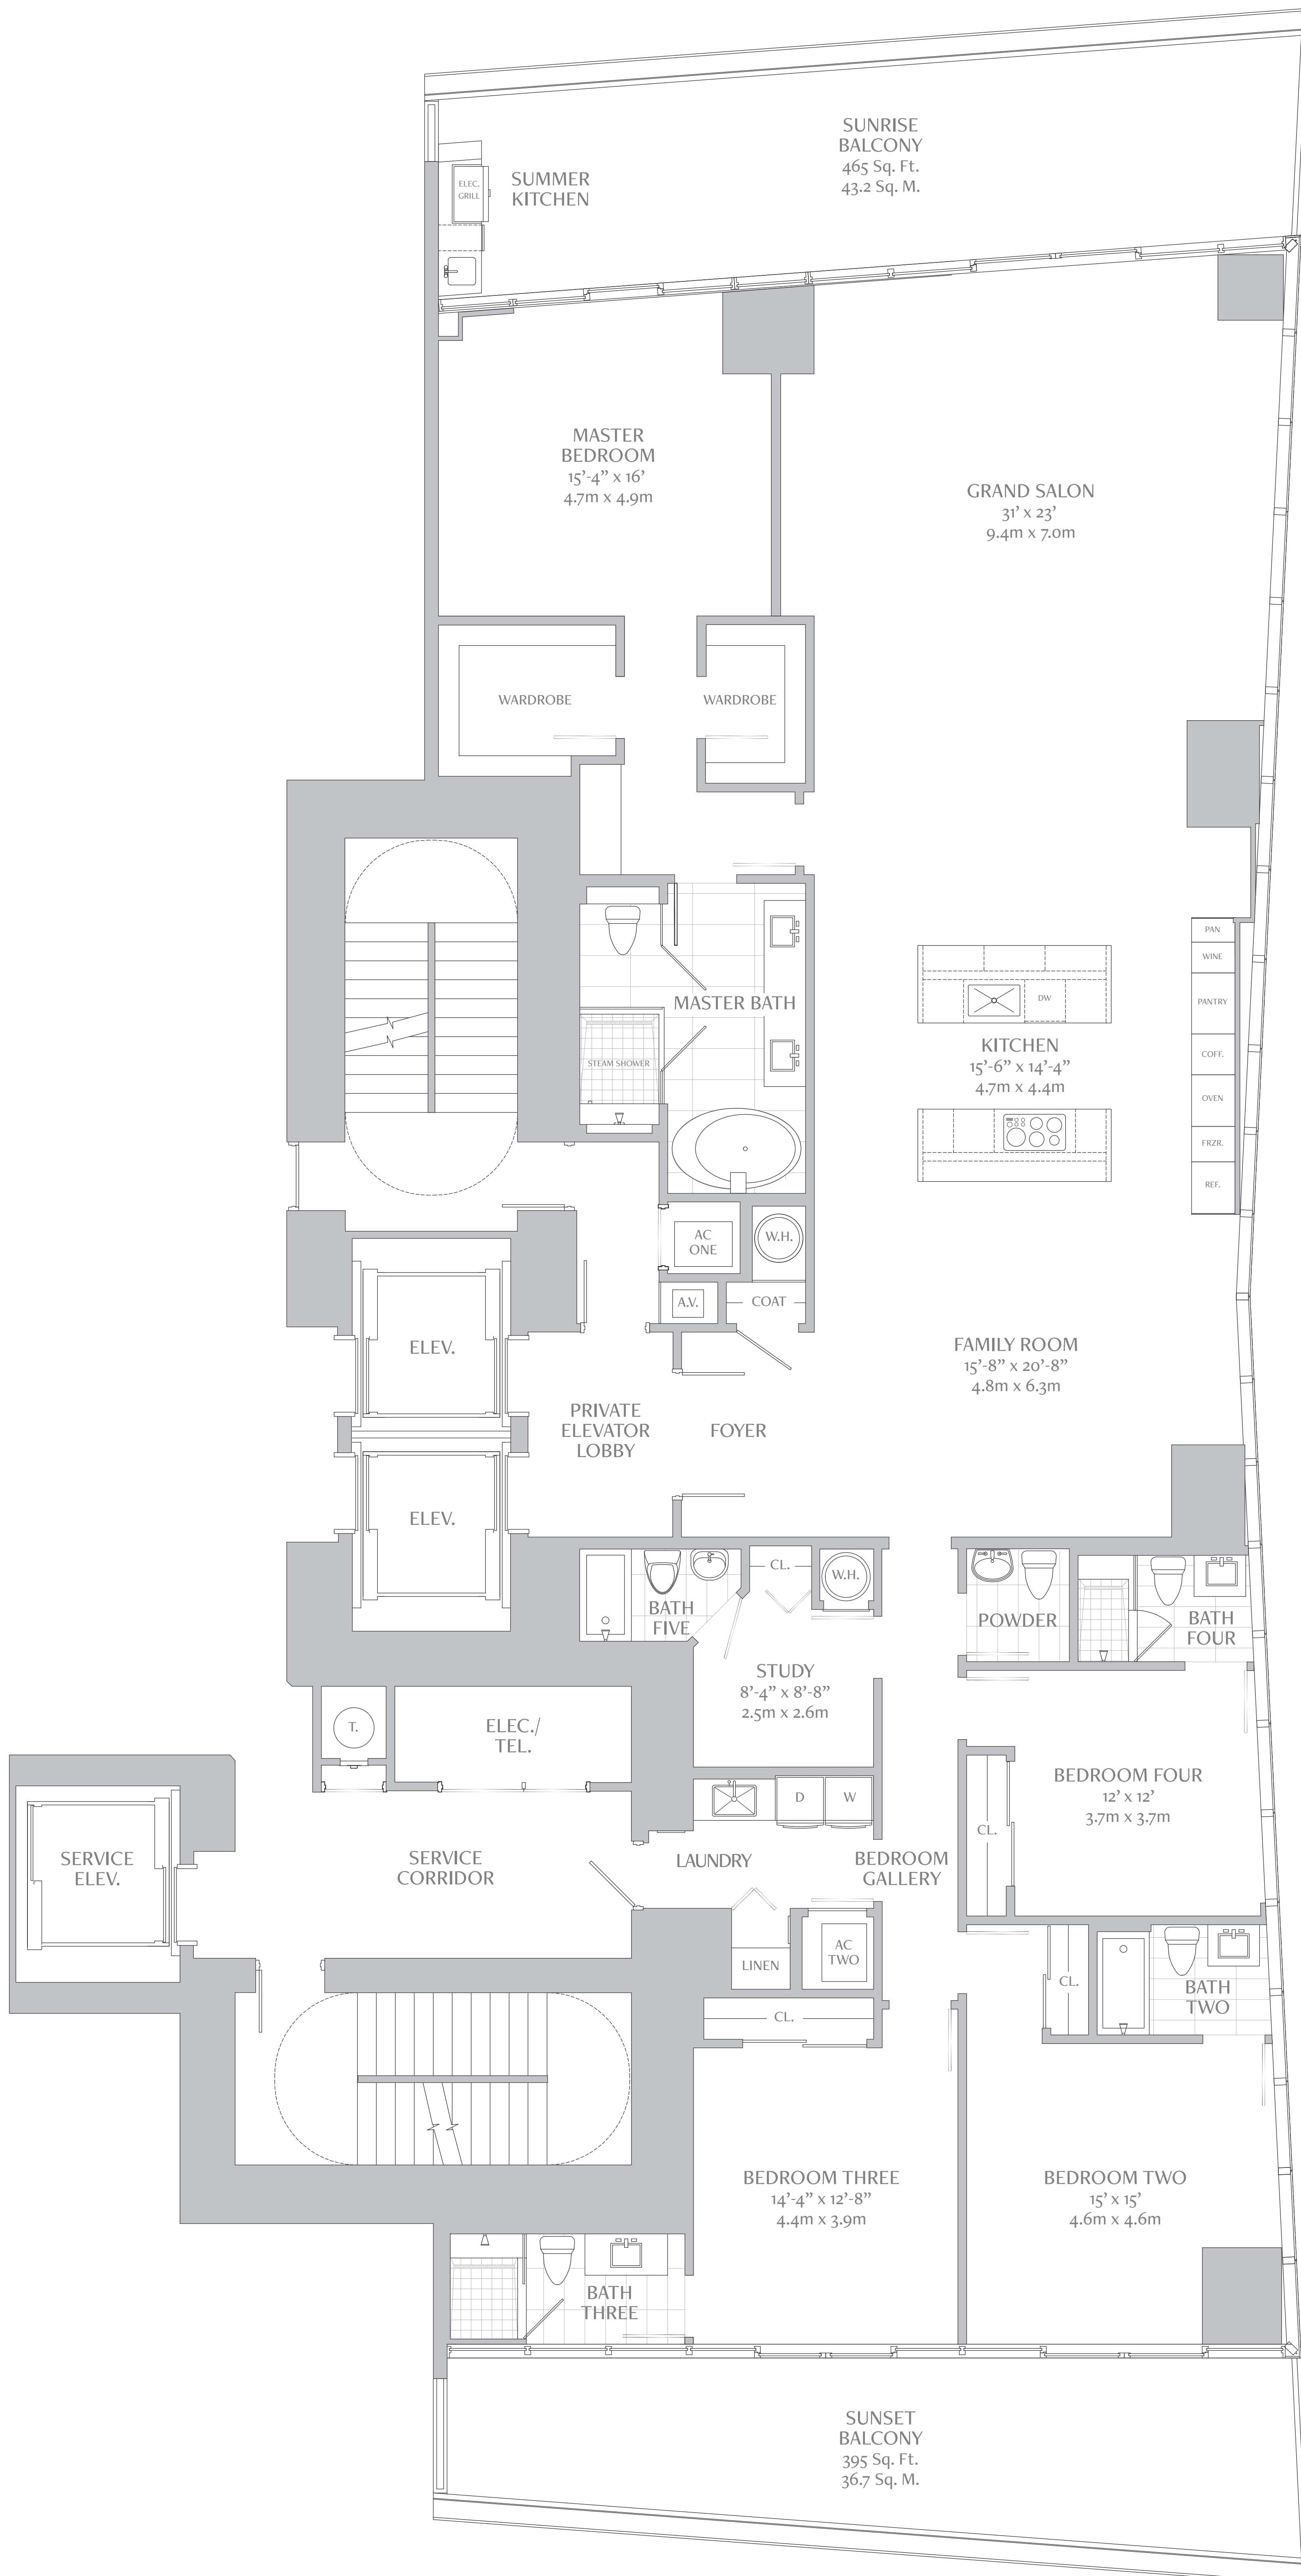 SUNRISE
BALCONY
465 Sq. Ft.
43.2 Sq. M.
ELEC.
GRILL
SUMMER
KITCHEN
MASTER
BEDROOM
15'-4" x 16'
4.7m x 4.9m
GRAND SALON
31' x 23'
9.4m x 7.0m
WARDROBE
WARDROBE
PAN
WINE
PANTRY
COFF.
OVEN
FRZR.
REF.
DW
MASTER BATH
STEAM SHOWER
KITCHEN
15'-6" x 14'-4"
4.7m x 4.4m
AC
ONE
W.H.
A.V.
COAT
ELEV.
FAMILY ROOM
15'-8" x 20'-8"
4.8m x 6.3m
PRIVATE
ELEVATOR
LOBBY
FOYER
ELEV.
CL.
W.H.
BATH
FIVE
POWDER
BATH
FOUR
STUDY
8'-4" x 8'-8"
2.5m x 2.6m
T.
ELEC./
TEL.
BEDROOM FOUR
12' x 12'
3.7m x 3.7m
D
W
CL.
SERVICE
ELEV.
SERVICE
CORRIDOR
LAUNDRY
BEDROOM
GALLERY
LINEN
AC
TWO
CL.
BATH
TWO
CL.
BEDROOM THREE
14'-4" x 12'-8"
4.4m x 3.9m
BEDROOM TWO
15' x 15'
4.6m x 4.6m
BATH
THREE
SUNSET
BALCONY
395 Sq. Ft.
36.7 Sq. M.